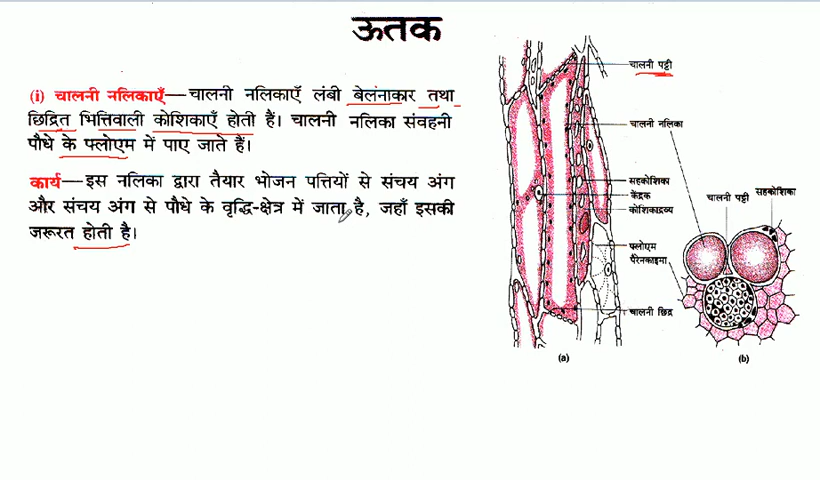 ऊतक
(i) चालनी नलिकाएँ—चालनी नलिकाएँ लंबी बेलनाकार तथा
छिद्रित भित्तिवाली कोशिकाएँ होती हैं। चालनी नलिका संवहनी
पौधे के फ्लोएम में पाए जाते हैं।
कार्य—इस नलिका द्वारा तैयार भोजन पत्तियों से संचय अंग
और संचय अंग से पौधे के वृद्धि-क्षेत्र में जाता है, जहाँ इसकी
जरूरत होती है।
चालनी पट्टी
चालनी नलिका
सहकोशिका
केंद्रक
कोशिकाद्रव्य
फ्लोएम
पैरेनकाइमा
चालनी छिद्र
(a)
चालनी पट्टी
सहकोशिका
(b)